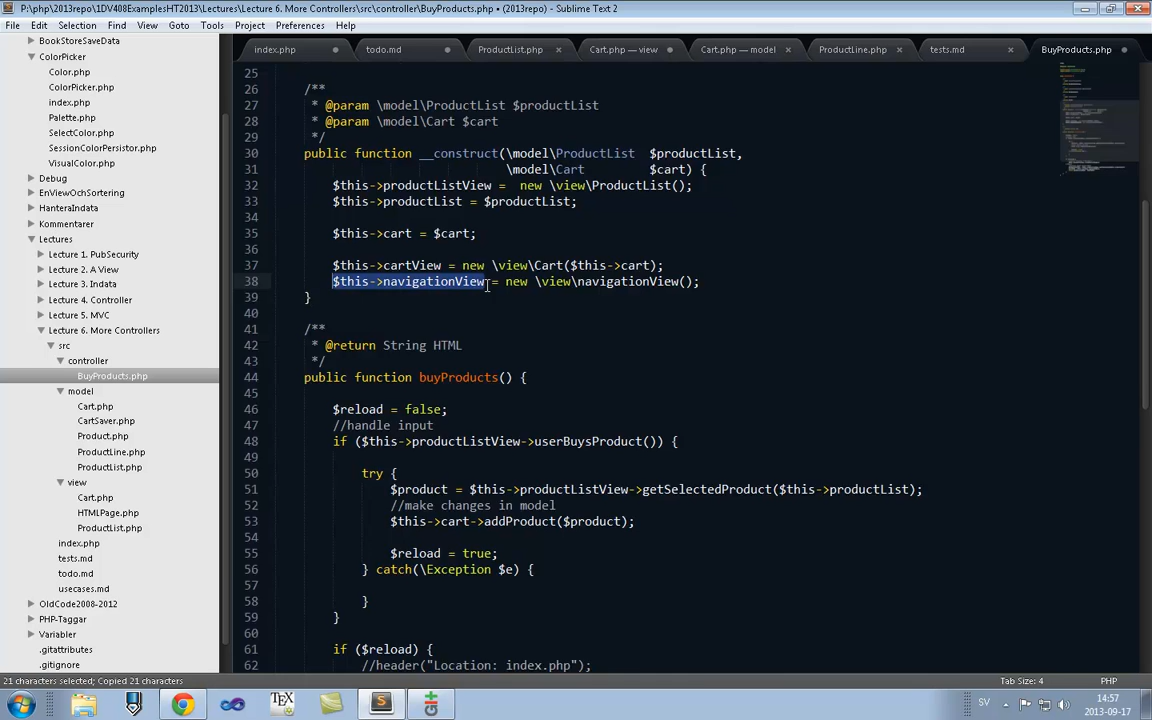 P:\php\2013repo\1DV408ExamplesHT2013\Lectures\Lecture 6. More Controllers\src\controller\BuyProducts.php • (2013repo) - Sublime Text 2
File Edit Selection Find View Goto Tools Project Preferences Help
BookStoreSaveData
ColorPicker
Color.php
ColorPicker.php
index.php
Palette.php
SelectColor.php
SessionColorPersistor.php
VisualColor.php
Debug
EnViewOchSortering
HanteraIndata
Kommentarer
Lectures
Lecture 1. PubSecurity
Lecture 2. A View
Lecture 3. Indata
Lecture 4. Controller
Lecture 5. MVC
Lecture 6. More Controllers
src
controller
BuyProducts.php
model
Cart.php
CartSaver.php
Product.php
ProductLine.php
ProductList.php
view
Cart.php
HTMLPage.php
ProductList.php
index.php
tests.md
todo.md
usecases.md
OldCode2008-2012
PHP-Taggar
Variabler
.gitattributes
.gitignore
index.php todo.md ProductList.php Cart.php — view Cart.php — model ProductLine.php tests.md BuyProducts.php
25
26 /**
27 * @param \model\ProductList $productList
28 * @param \model\Cart $cart
29 */
30 public function __construct(\model\ProductList $productList,
31 \model\Cart $cart) {
32 $this->productListView = new \view\ProductList();
33 $this->productList = $productList;
34
35 $this->cart = $cart;
36
37 $this->cartView = new \view\Cart($this->cart);
38 $this->navigationView = new \view\navigationView();
39 }
40
41 /**
42 * @return String HTML
43 */
44 public function buyProducts() {
45
46 $reload = false;
47 //handle input
48 if ($this->productListView->userBuysProduct()) {
49
50 try {
51 $product = $this->productListView->getSelectedProduct($this->productList);
52 //make changes in model
53 $this->cart->addProduct($product);
54
55 $reload = true;
56 } catch(\Exception $e) {
57
58 }
59 }
60
61 if ($reload) {
62 //header("Location: index.php");
21 characters selected; Copied 21 characters
Tab Size: 4 PHP
SV 14:57
2013-09-17